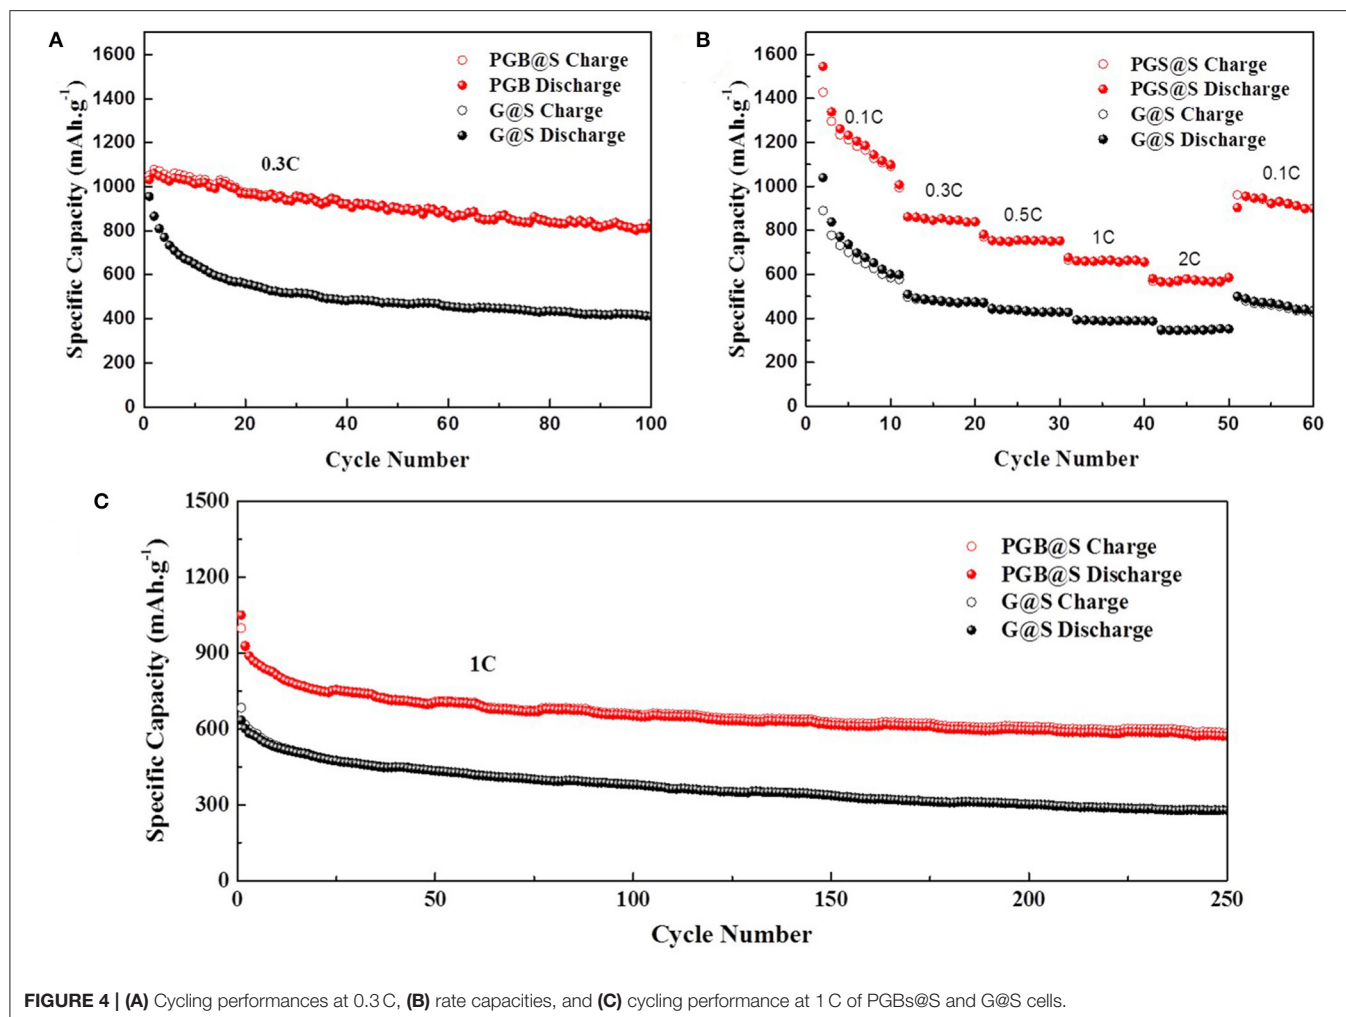 A
1600
1400
1200
1000
800
600
400
200
0
0 20 40 60 80 100
Specific Capacity (mAh.g-1)
Cycle Number
PGB@S Charge
PGB Discharge
G@S Charge
G@S Discharge
0.3C
B
1600
1400
1200
1000
800
600
400
200
0
0 10 20 30 40 50 60
Specific Capacity (mAh.g-1)
Cycle Number
PGS@S Charge
PGS@S Discharge
G@S Charge
G@S Discharge
0.1C
0.3C
0.5C
1C
2C
0.1C
C
1500
1200
900
600
300
0
0 50 100 150 200 250
Specific Capacity (mAh.g-1)
Cycle Number
PGB@S Charge
PGB@S Discharge
G@S Charge
G@S Discharge
1C
FIGURE 4 | (A) Cycling performances at 0.3 C, (B) rate capacities, and (C) cycling performance at 1 C of PGBs@S and G@S cells.